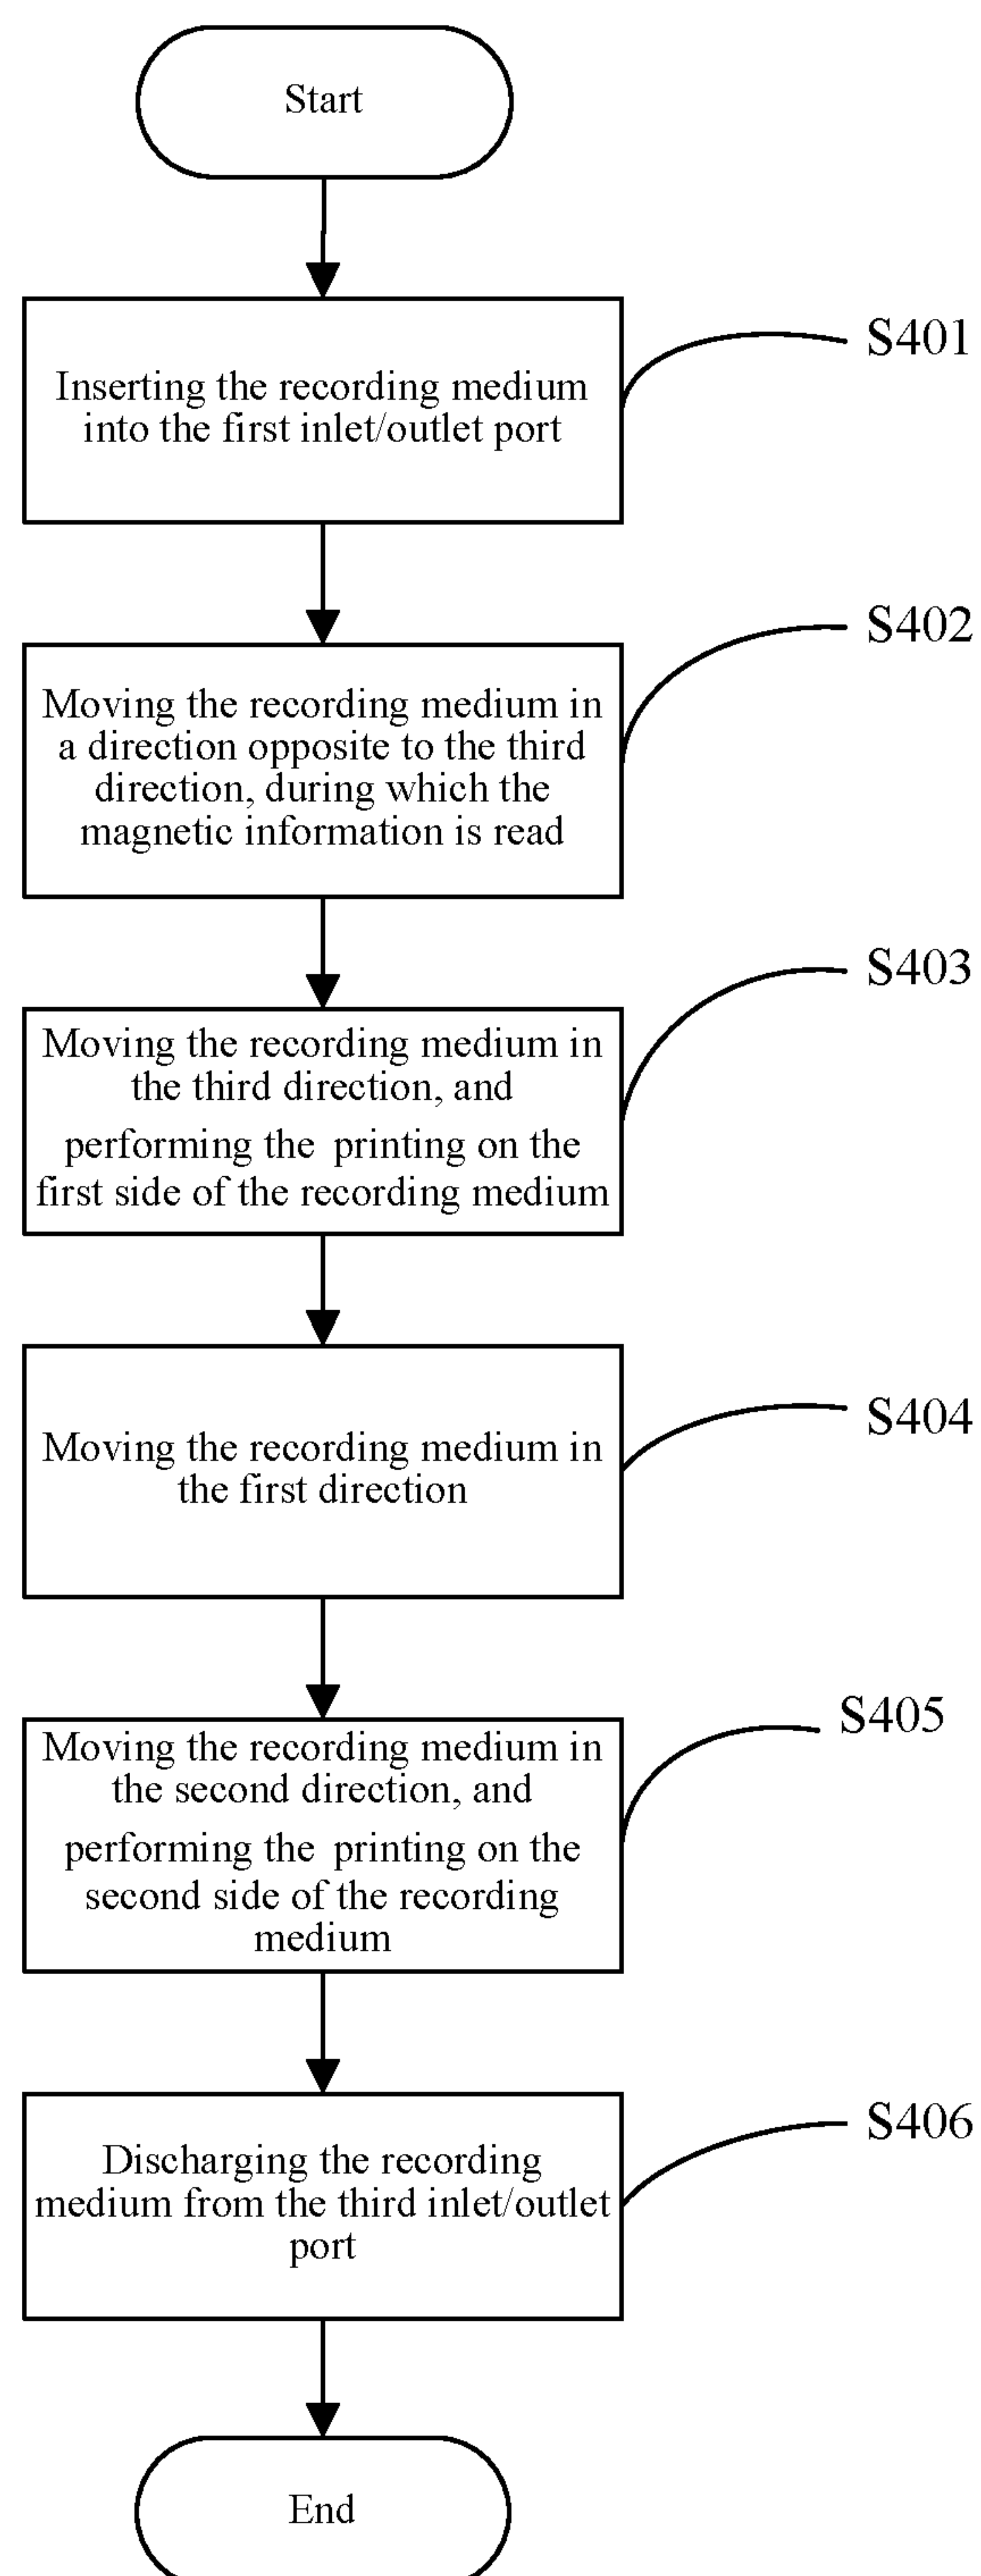 Start
S401
Inserting the recording medium
into the first inlet/outlet port
S402
Moving the recording medium in
a direction opposite to the third
direction, during which the
magnetic information is read
S403
Moving the recording medium in
the third direction, and
performing the printing on the
first side of the recording medium
S404
Moving the recording medium in
the first direction
S405
Moving the recording medium in
the second direction, and
performing the printing on the
second side of the recording
medium
S406
Discharging the recording
medium from the third inlet/outlet
port
End